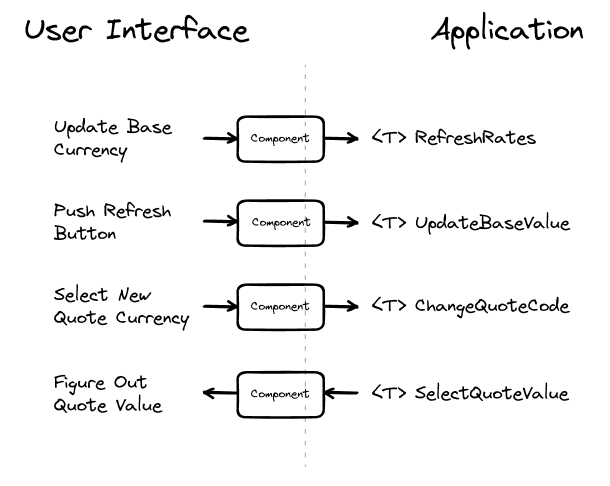 User Interface
Application
Update Base
Currency
Component
<T> RefreshRates
Push Refresh
Button
Component
<T> UpdateBaseValue
Select New
Quote Currency
Component
<T> ChangeQuoteCode
Figure Out
Quote Value
Component
<T> SelectQuoteValue